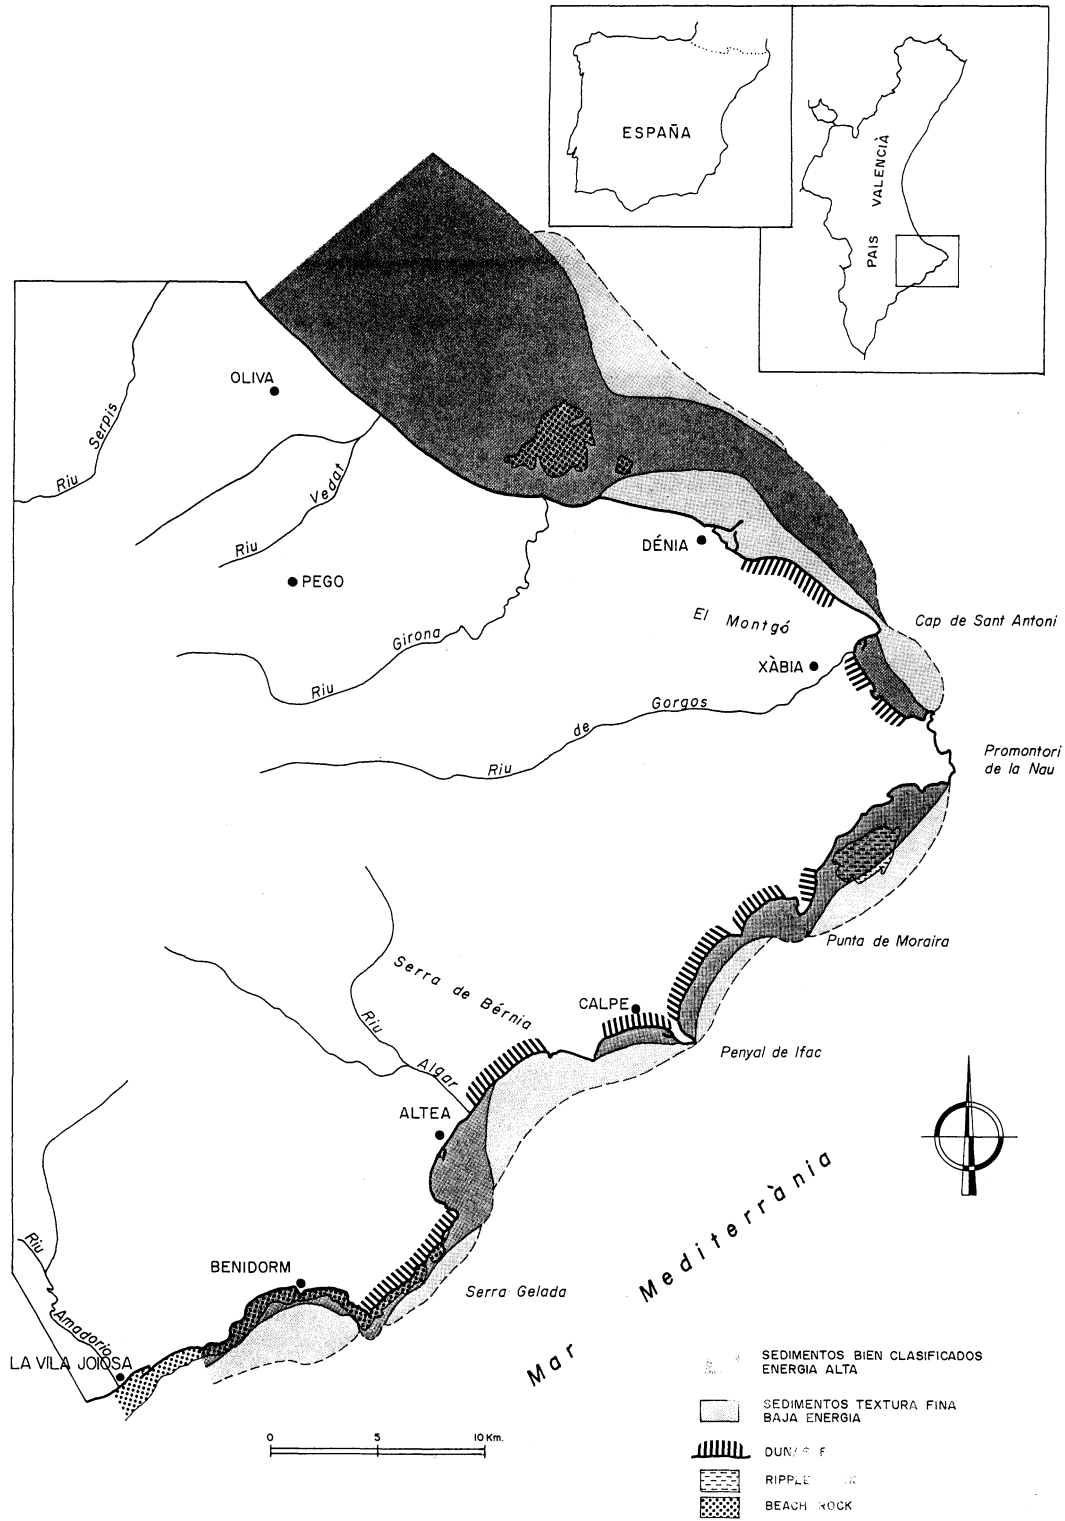 ESPAÑA
PAIS VALENCIÀ
OLIVA
Riu Serpis
Riu Vedat
DÉNIA
PEGO
El Montgó
Cap de Sant Antoni
Riu Girona
XÀBIA
Riu de Gorgos
Promontori
de la Nau
Punta de Moraira
Serra de Bérnia
CALPE
Riu Algar
Penyal de Ifac
ALTEA
Mar Mediterrània
Riu Amadorio
BENIDORM
Serra Gelada
LA VILA JOIOSA
SEDIMENTOS BIEN CLASIFICADOS
ENERGIA ALTA
SEDIMENTOS TEXTURA FINA
BAJA ENERGIA
BEACH ROCK
0 5 10 Km.